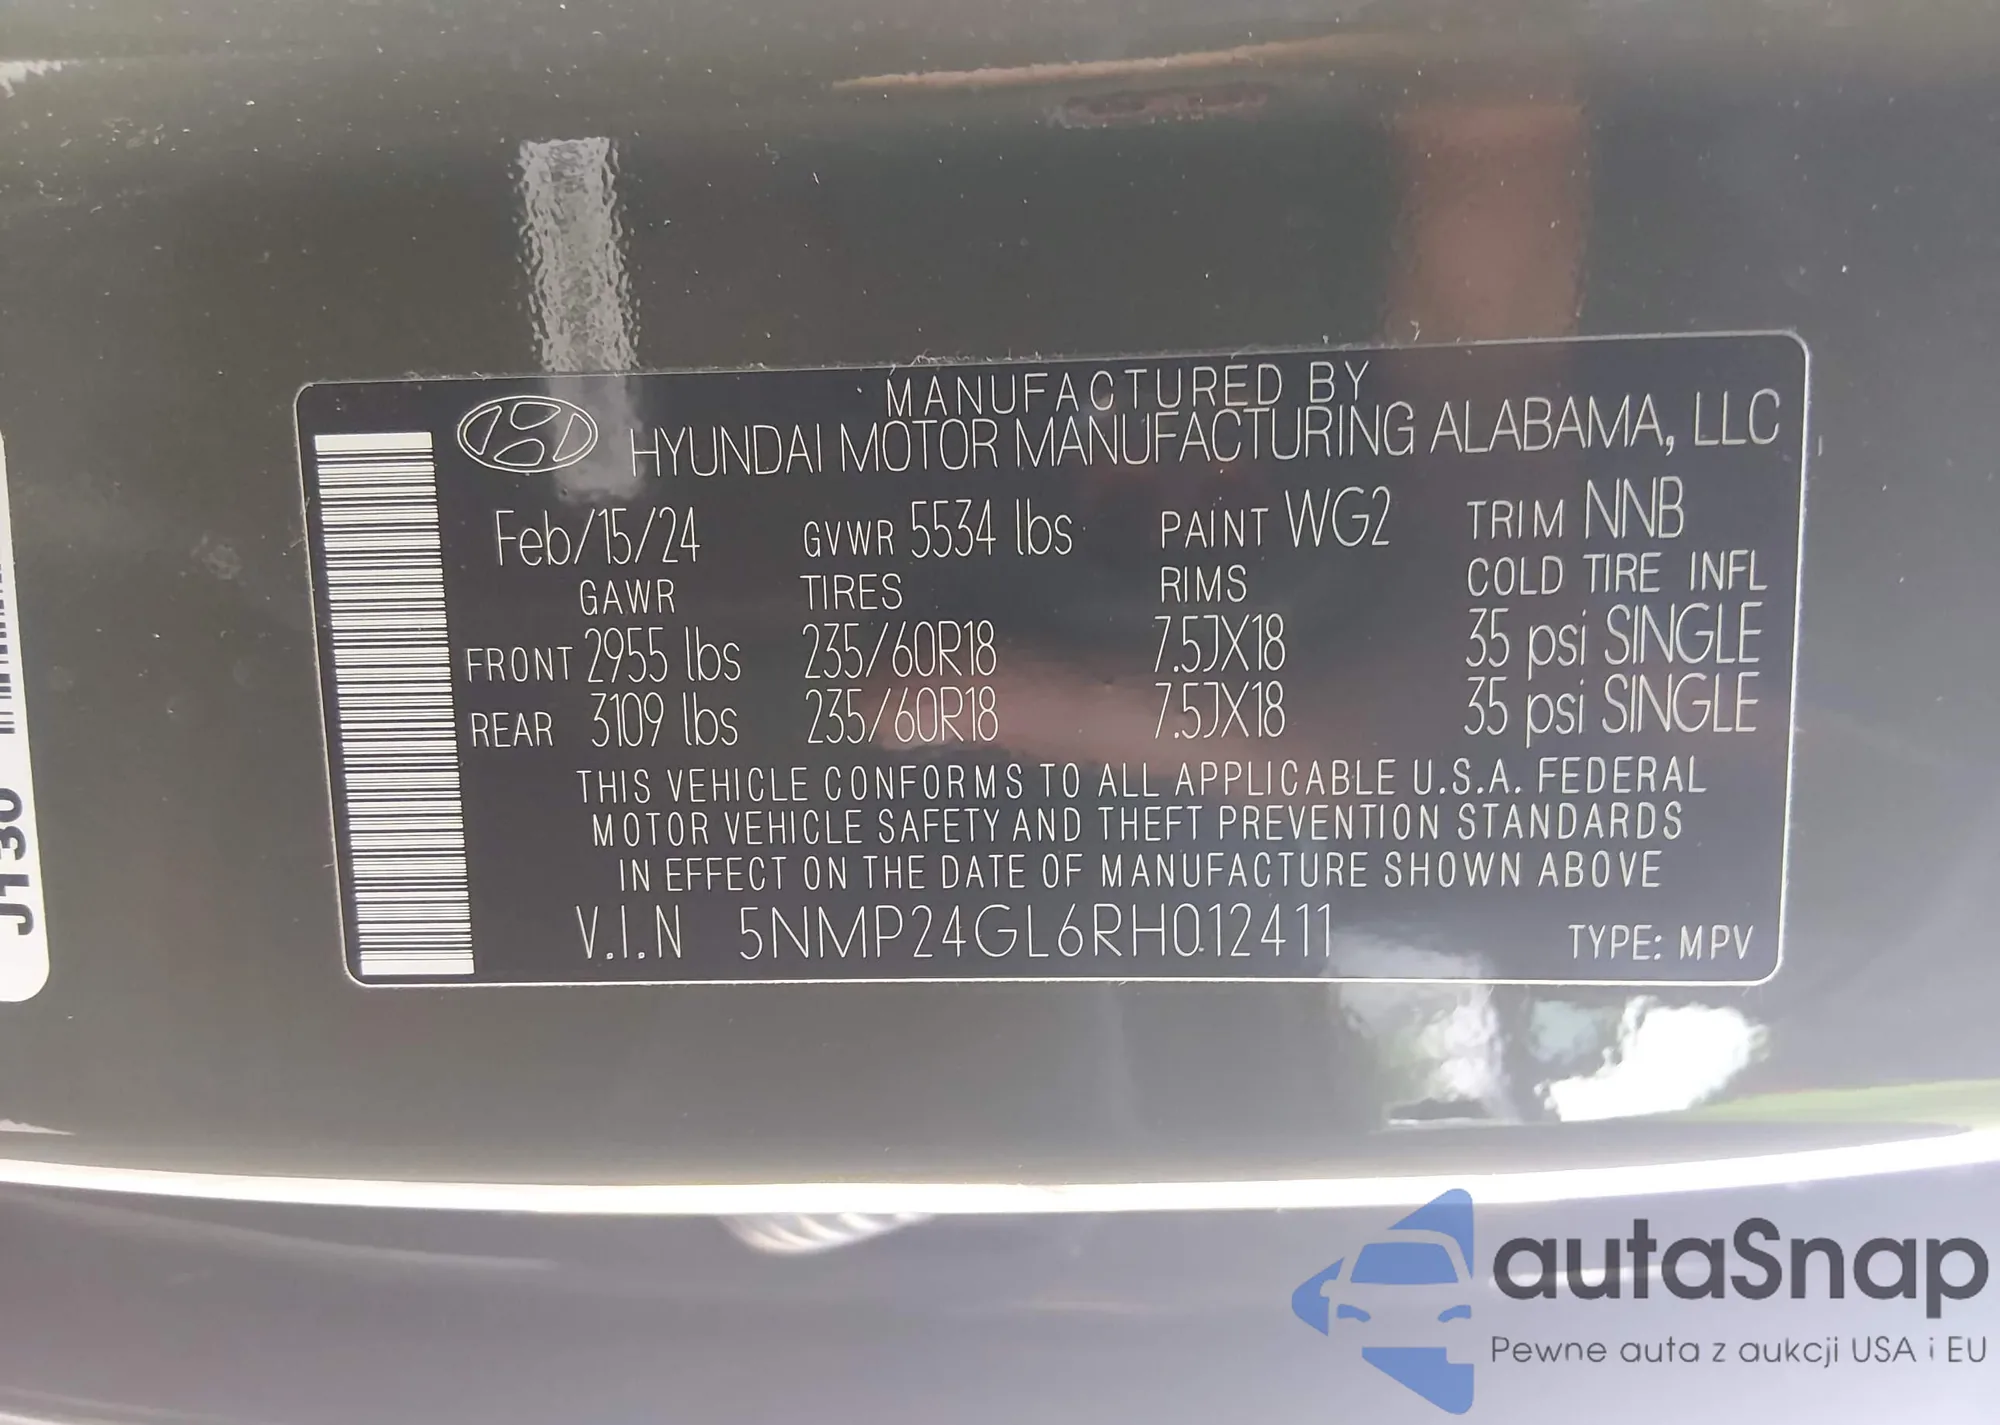 MANUFACTURED BY
HYUNDAI MOTOR MANUFACTURING ALABAMA, LLC
Feb/15/24 GVWR 5534 lbs PAINT WG2 TRIM NNB
GAWR TIRES RIMS COLD TIRE INFL
FRONT 2955 lbs 235/60R18 7.5JX18 35 psi SINGLE
REAR 3109 lbs 235/60R18 7.5JX18 35 psi SINGLE
THIS VEHICLE CONFORMS TO ALL APPLICABLE U.S.A. FEDERAL
MOTOR VEHICLE SAFETY AND THEFT PREVENTION STANDARDS
IN EFFECT ON THE DATE OF MANUFACTURE SHOWN ABOVE
V.I.N 5NMP24GL6RH012411 TYPE: MPV
J130
autaSnap
Pewne auta z aukcji USA i EU